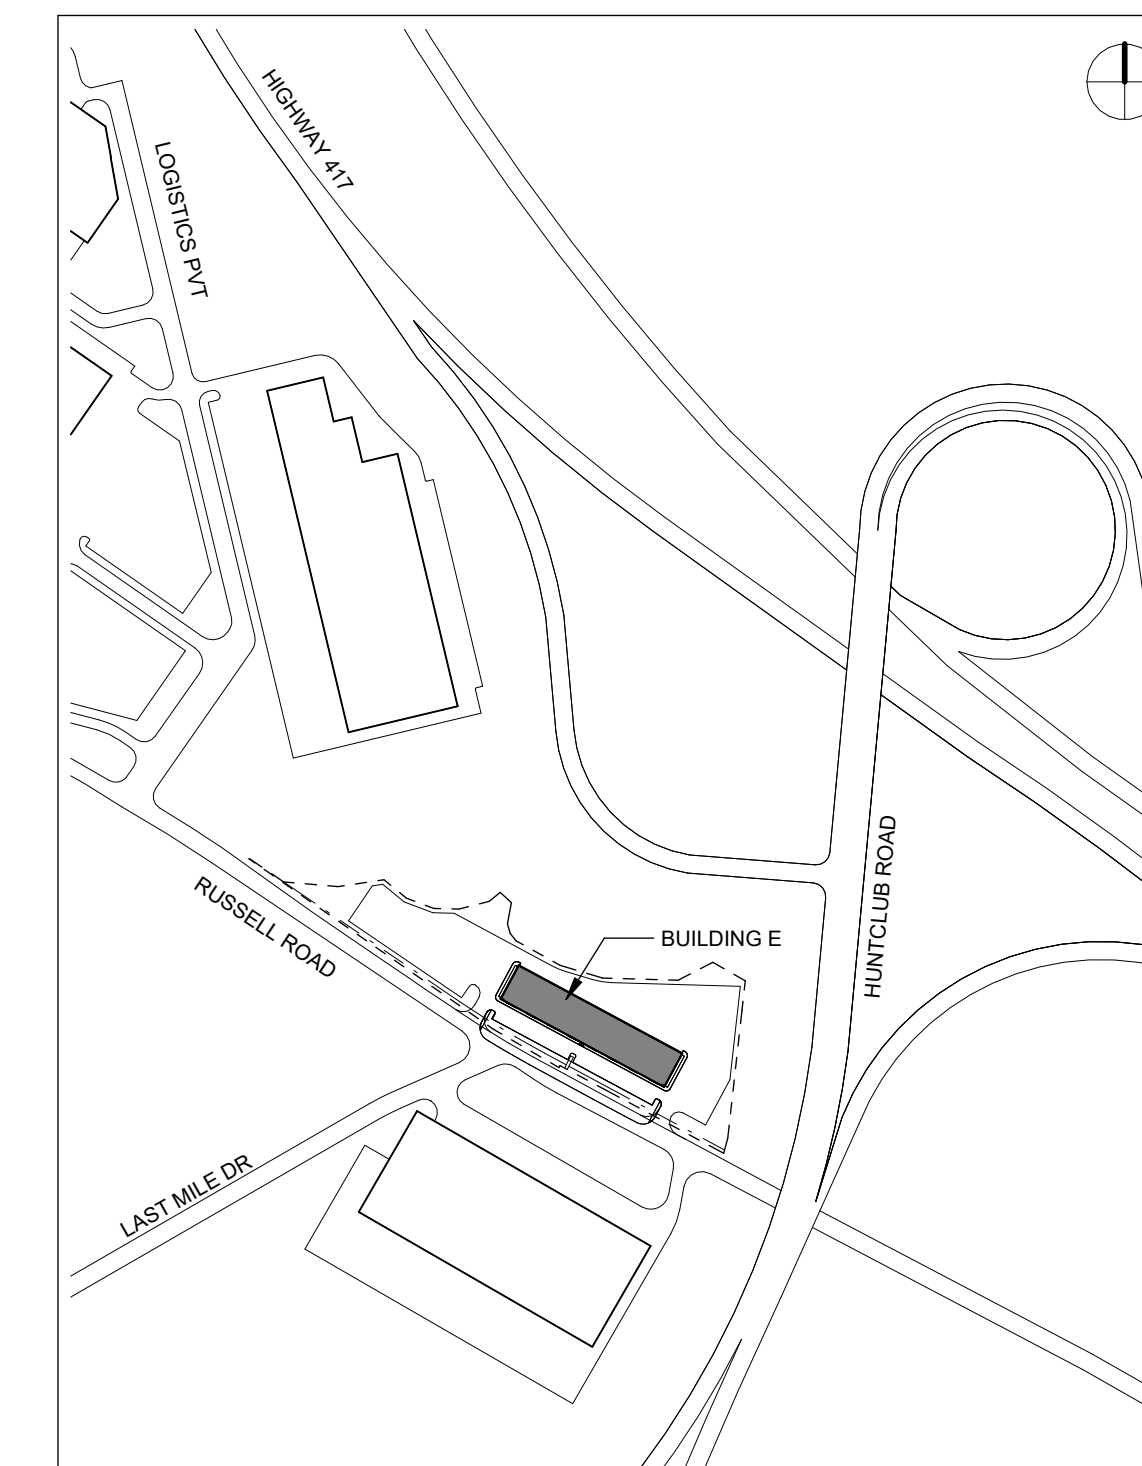 HIGHWAY 417
LOGISTICS PVT
HUNTCLUB ROAD
RUSSELL ROAD
BUILDING E
LAST MILE DR